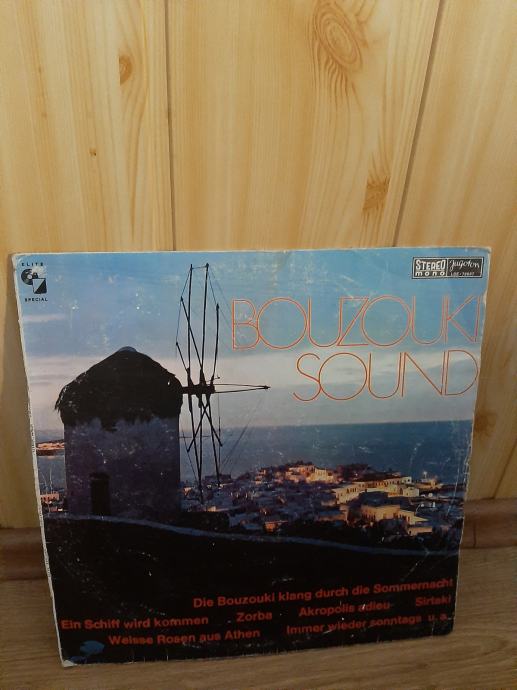 ELITE
SPECIAL
STEREO
mono
Jugoton
BOUZOUKI
SOUND
Die Bouzouki klang durch die Sommernacht
Ein Schiff wird kommen Zorba Akropolis adieu Sirtaki
Weisse Rosen aus Athen Immer wieder sonntags u. a.